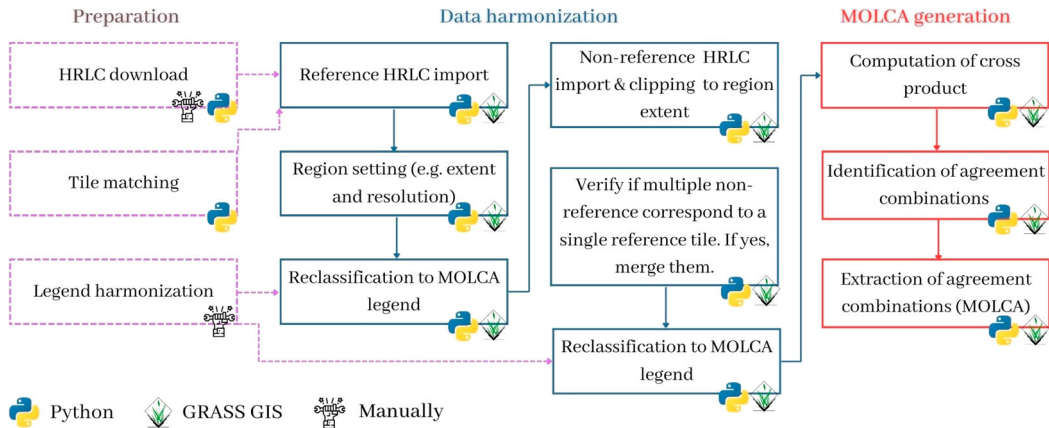 Preparation
Data harmonization
MOLCA generation
HRLC download
Tile matching
Legend harmonization
Reference HRLC import
Region setting (e.g. extent
and resolution)
Reclassification to MOLCA
legend
Non-reference HRLC
import & clipping to region
extent
Verify if multiple non-
reference correspond to a
single reference tile. If yes,
merge them.
Reclassification to MOLCA
legend
Computation of cross
product
Identification of agreement
combinations
Extraction of agreement
combinations (MOLCA)
Python
GRASS GIS
Manually